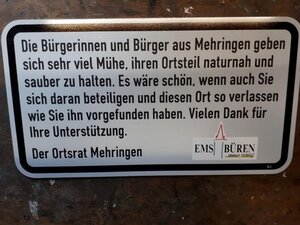 Die Bürgerinnen und Bürger aus Mehringen geben
sich sehr viel Mühe, ihren Ortsteil naturnah und
sauber zu halten. Es wäre schön, wenn auch Sie
sich daran beteiligen und diesen Ort so verlassen
wie Sie ihn vorgefunden haben. Vielen Dank für
Ihre Unterstützung.
Der Ortsrat Mehringen
EMS BÜREN
...immer richtig!